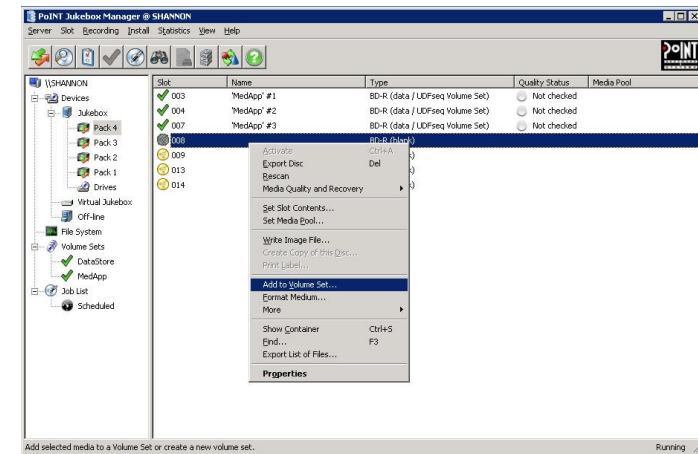 PoINT Jukebox Manager @ SHANNON
Server Slot Recording Install Statistics View Help
PoINT
\\SHANNON
Devices
Jukebox
Pack 4
Pack 3
Pack 2
Pack 1
Drives
Virtual Jukebox
Off-line
File System
Volume Sets
DataStore
MedApp
Job List
Scheduled
Slot Name Type Quality Status Media Pool
003 'MedApp' #1 BD-R (data / UDFseq Volume Set) Not checked
004 'MedApp' #2 BD-R (data / UDFseq Volume Set) Not checked
007 'MedApp' #3 BD-R (data / UDFseq Volume Set) Not checked
008 BD-R (blank)
009
013
014
Activate Ctrl+A
Export Disc Del
Rescan
Media Quality and Recovery
Set Slot Contents...
Set Media Pool...
Write Image File...
Create Copy of this Disc...
Print Label...
Add to Volume Set...
Format Medium...
More
Show Container Ctrl+S
Find... F3
Export List of Files...
Properties
Add selected media to a Volume Set or create a new volume set.
Running